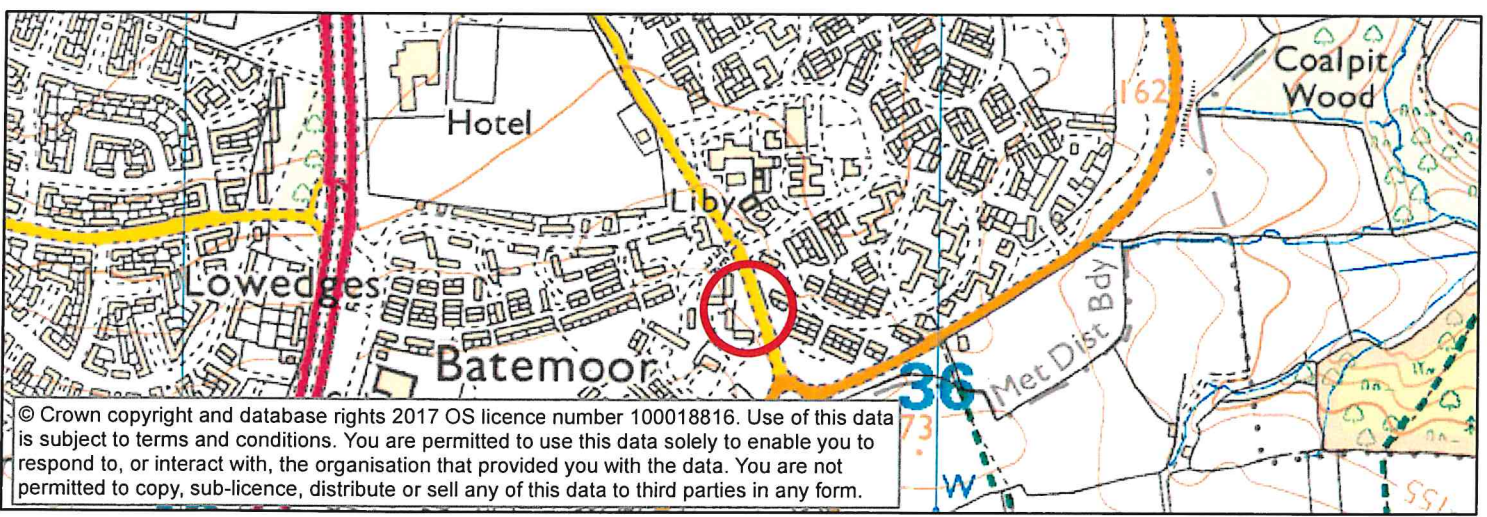 Coalpit
Wood
162
Hotel
Liby
Lowedges
Met Dist Bdy
Batemoor
36
73
W
155
© Crown copyright and database rights 2017 OS licence number 100018816. Use of this data
is subject to terms and conditions. You are permitted to use this data solely to enable you to
respond to, or interact with, the organisation that provided you with the data. You are not
permitted to copy, sub-licence, distribute or sell any of this data to third parties in any form.